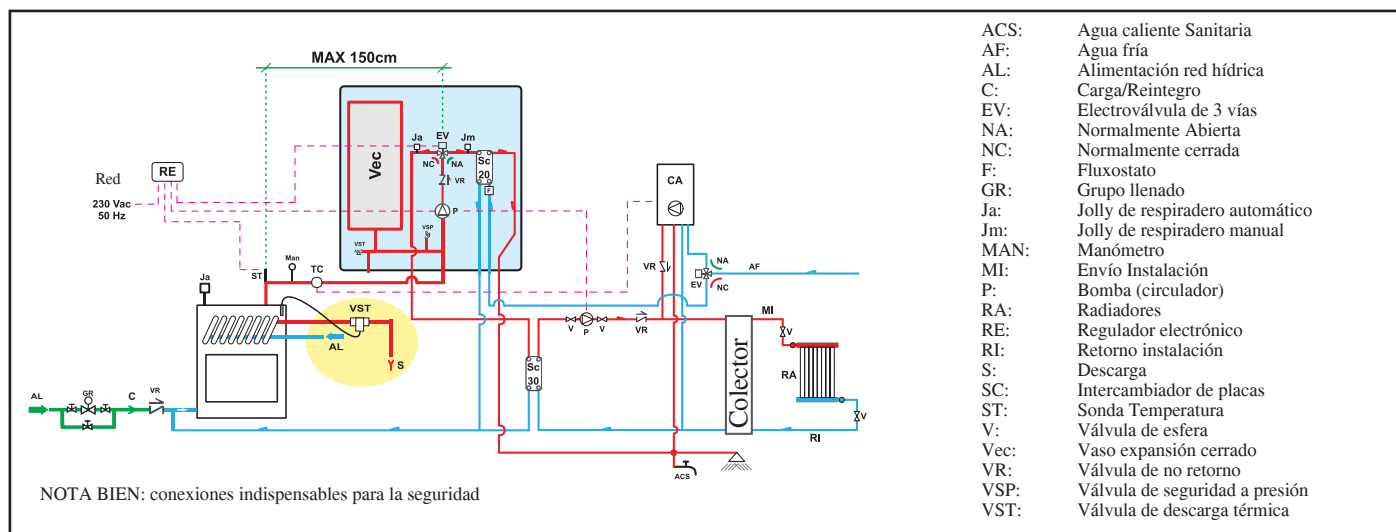 MAX 150cm
Ja
EV
Jm
NC
NA
Vec
Sc
20
F
VR
P
VSP
VST
Red
230 Vac
50 Hz
RE
CA
VR
NA
EV
NC
AF
ST
Man
TC
Ja
VST
AL
S
V
P
V
VR
MI
V
Sc
30
Colector
RA
V
RI
AL
GR
C
VR
ACS
NOTA BIEN: conexiones indispensables para la seguridad
ACS: Agua caliente Sanitaria
AF: Agua fría
AL: Alimentación red hídrica
C: Carga/Reintegro
EV: Electroválvula de 3 vías
NA: Normalmente Abierta
NC: Normalmente cerrada
F: Fluxostato
GR: Grupo llenado
Ja: Jolly de respiradero automático
Jm: Jolly de respiradero manual
MAN: Manómetro
MI: Envío Instalación
P: Bomba (circulador)
RA: Radiadores
RE: Regulador electrónico
RI: Retorno instalación
S: Descarga
SC: Intercambiador de placas
ST: Sonda Temperatura
V: Válvula de esfera
Vec: Vaso expansión cerrado
VR: Válvula de no retorno
VSP: Válvula de seguridad a presión
VST: Válvula de descarga térmica